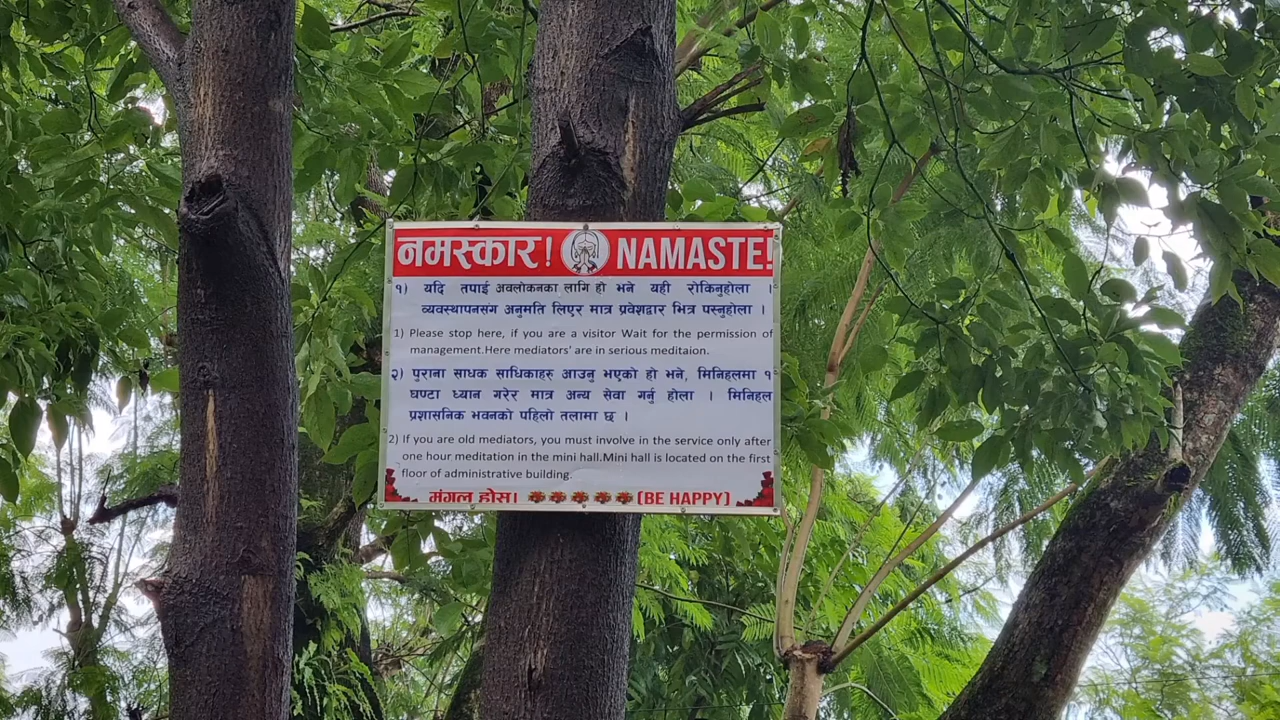 नमस्कार! NAMASTE!
१) यदि तपाई अवलोकनका लागि हो भने यही रोकिनुहोला ।
व्यवस्थापनसंग अनुमति लिएर मात्र प्रवेशद्वार भित्र पस्नुहोला ।
1) Please stop here, if you are a visitor Wait for the permission of
management.Here mediators' are in serious meditaion.
२) पुराना साधक साधिकाहरु आउनु भएको हो भने, मिनिहलमा १
घण्टा ध्यान गरेर मात्र अन्य सेवा गर्नु होला । मिनिहल
प्रशासनिक भवनको पहिलो तलामा छ ।
2) If you are old mediators, you must involve in the service only after
one hour meditation in the mini hall.Mini hall is located on the first
floor of administrative building.
मंगल होस। (BE HAPPY)